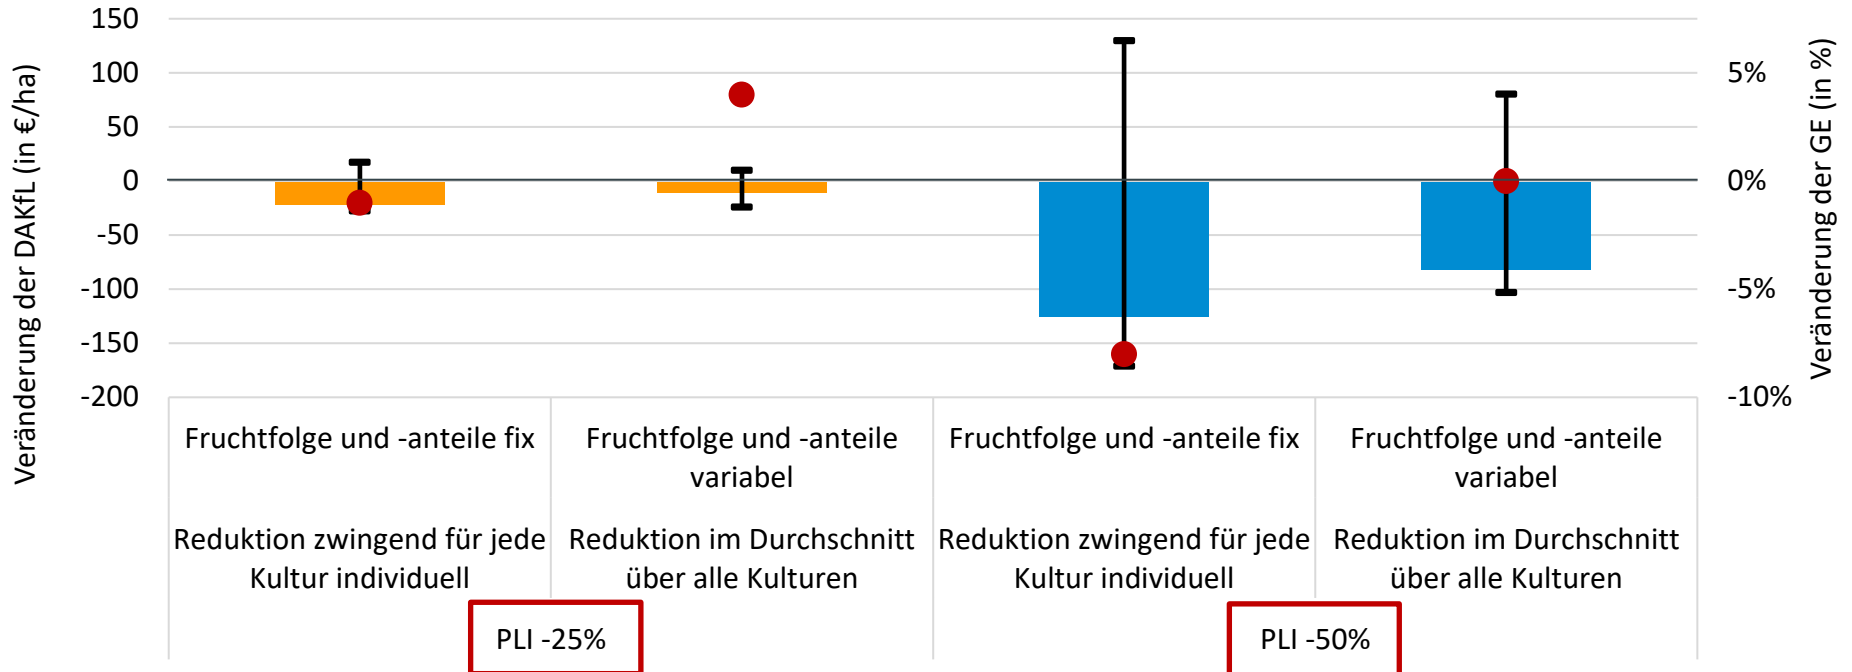 Veränderung der DAKfL (in €/ha)
150
100
50
0
-50
-100
-150
-200
5%
0%
-5%
-10%
Veränderung der GE (in %)
Fruchtfolge und -anteile fix
Fruchtfolge und -anteile
variabel
Fruchtfolge und -anteile fix
Fruchtfolge und -anteile
variabel
Reduktion zwingend für jede
Kultur individuell
Reduktion im Durchschnitt
über alle Kulturen
Reduktion zwingend für jede
Kultur individuell
Reduktion im Durchschnitt
über alle Kulturen
PLI -25%
PLI -50%